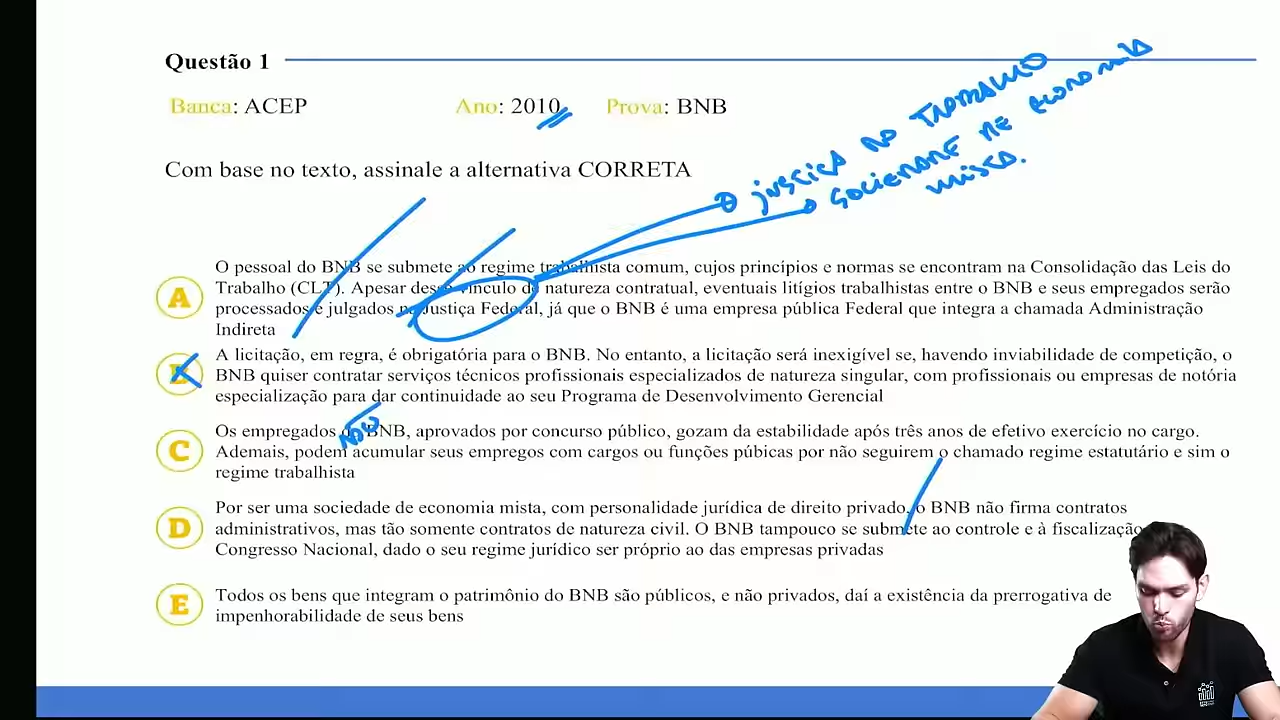 Questão 1
Banca: ACEP Ano: 2010 Prova: BNB
JUSTIÇA DO TRABALHO
SOCIEDADE DE ECONOMIA
MISTA.
Com base no texto, assinale a alternativa CORRETA
A
O pessoal do BNB se submete ao regime trabalhista comum, cujos princípios e normas se encontram na Consolidação das Leis do
Trabalho (CLT). Apesar desse vínculo de natureza contratual, eventuais litígios trabalhistas entre o BNB e seus empregados serão
processados e julgados na Justiça Federal, já que o BNB é uma empresa pública Federal que integra a chamada Administração
Indireta
B
A licitação, em regra, é obrigatória para o BNB. No entanto, a licitação será inexigível se, havendo inviabilidade de competição, o
BNB quiser contratar serviços técnicos profissionais especializados de natureza singular, com profissionais ou empresas de notória
especialização para dar continuidade ao seu Programa de Desenvolvimento Gerencial
NÃO
C
Os empregados do BNB, aprovados por concurso público, gozam da estabilidade após três anos de efetivo exercício no cargo.
Ademais, podem acumular seus empregos com cargos ou funções púbicas por não seguirem o chamado regime estatutário e sim o
regime trabalhista
D
Por ser uma sociedade de economia mista, com personalidade jurídica de direito privado, o BNB não firma contratos
administrativos, mas tão somente contratos de natureza civil. O BNB tampouco se submete ao controle e à fiscalização
Congresso Nacional, dado o seu regime jurídico ser próprio ao das empresas privadas
E
Todos os bens que integram o patrimônio do BNB são públicos, e não privados, daí a existência da prerrogativa de
impenhorabilidade de seus bens